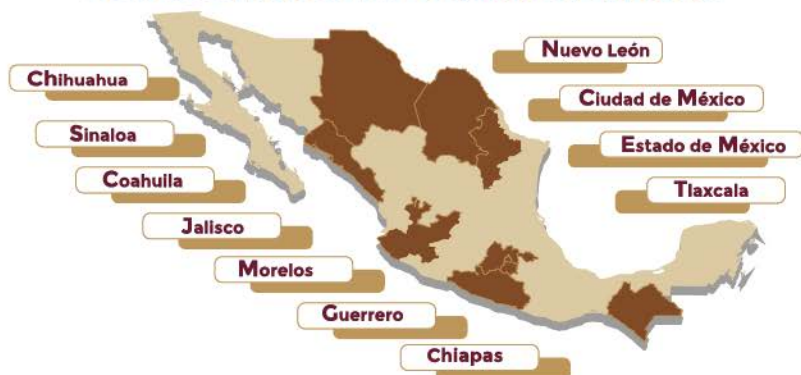 Chihuahua
Sinaloa
Coahuila
Jalisco
Morelos
Guerrero
Chiapas
Nuevo León
Ciudad de México
Estado de México
Tlaxcala